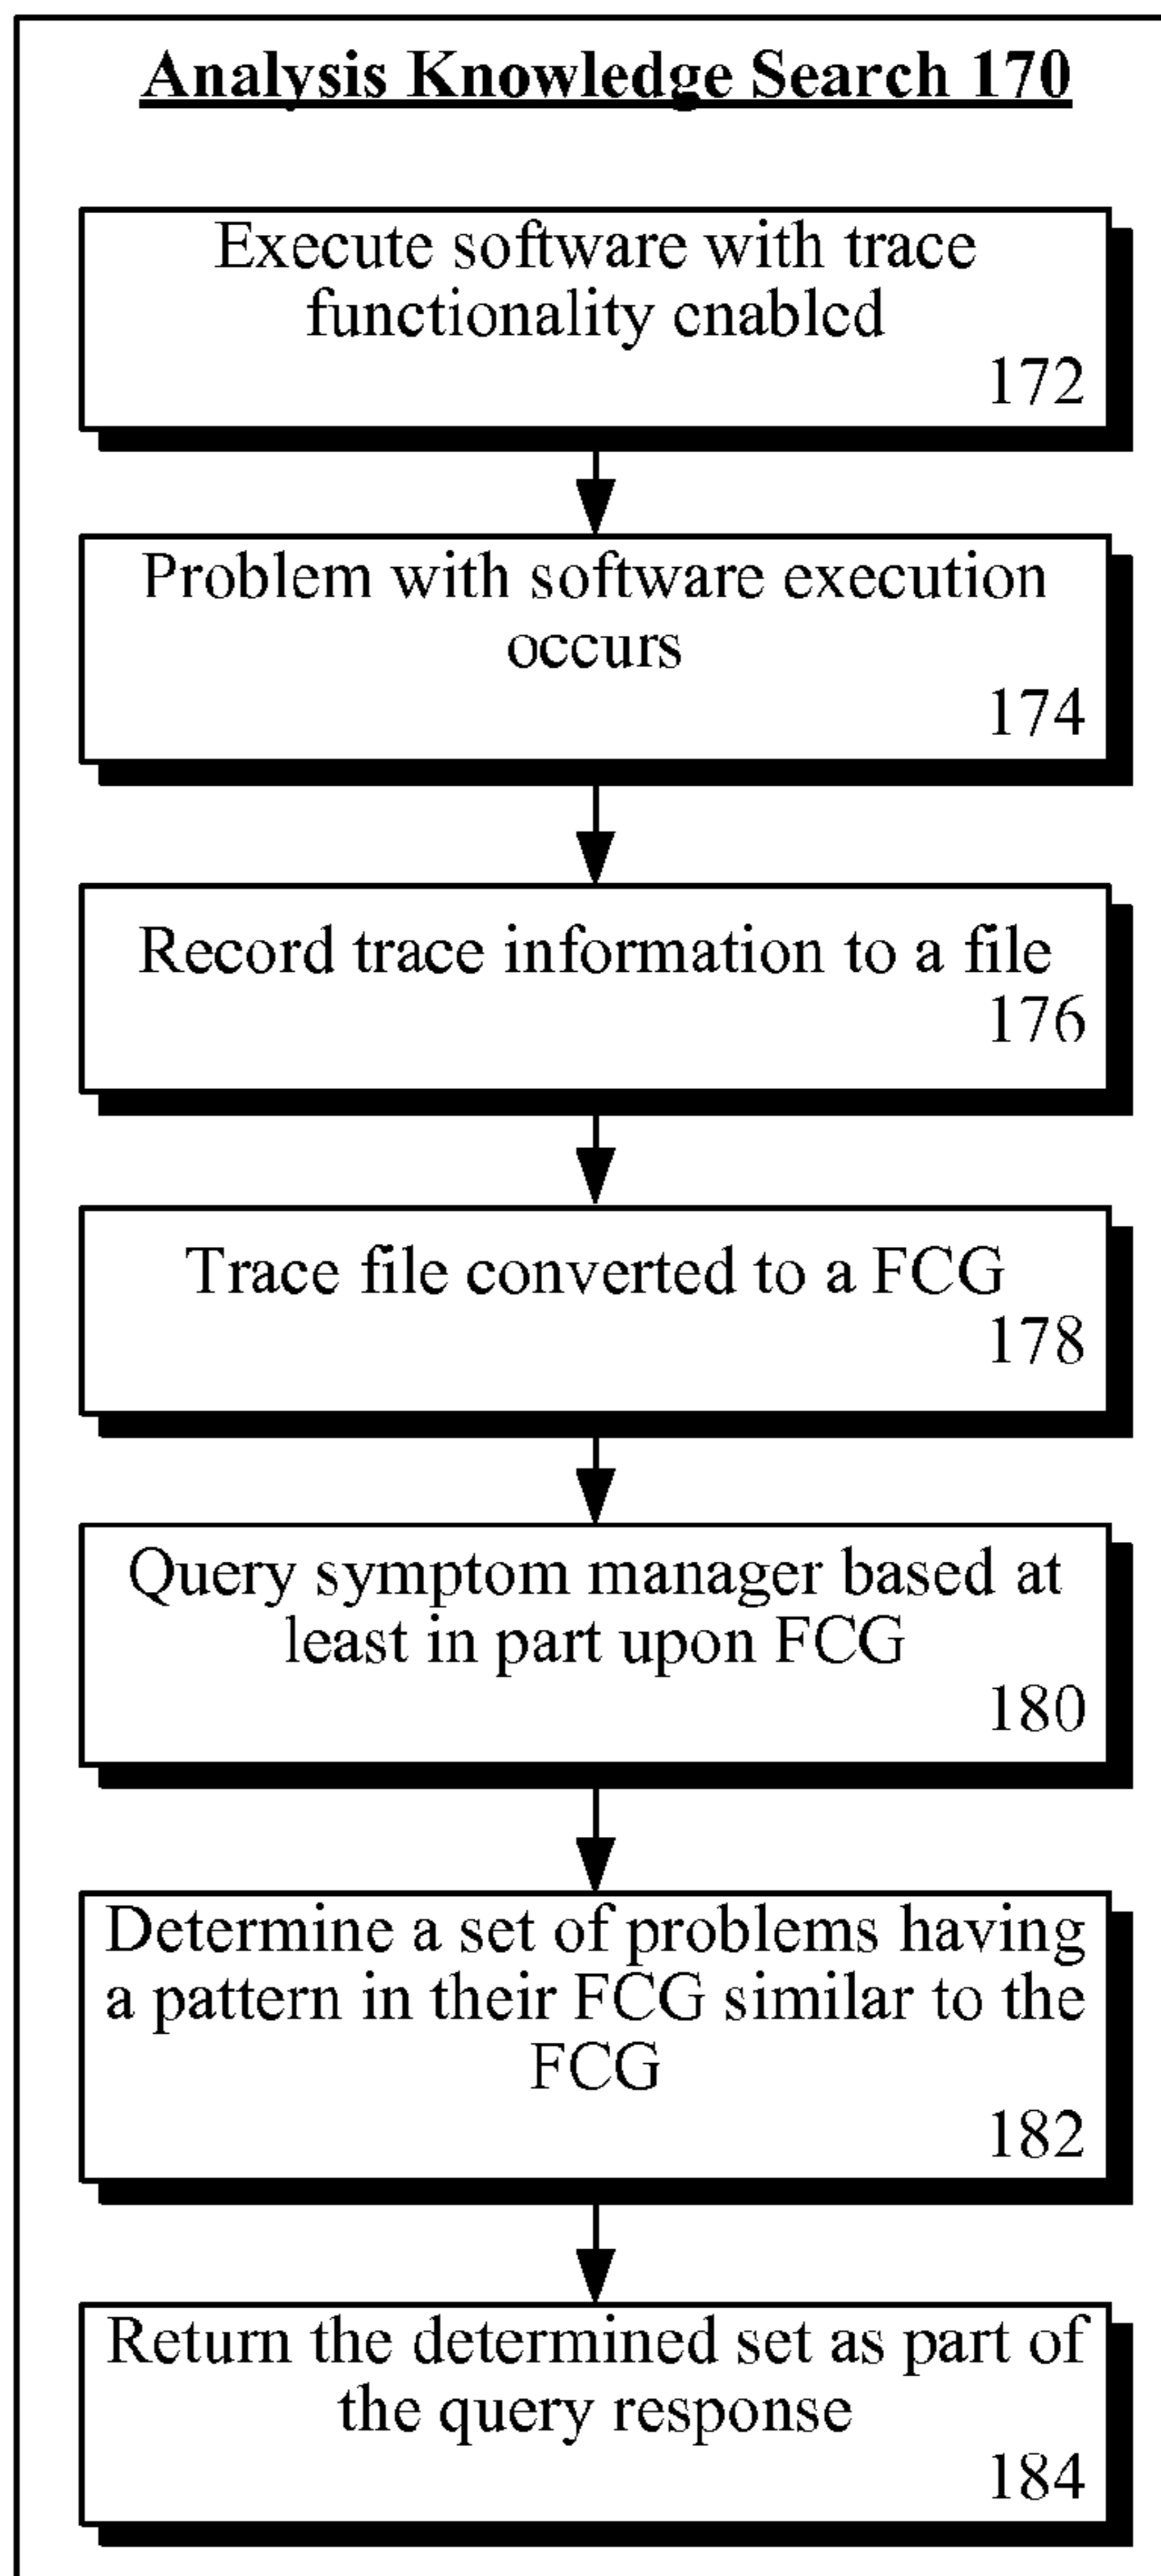 Analysis Knowledge Search 170
Execute software with trace
functionality enabled
172
Problem with software execution
occurs
174
Record trace information to a file
176
Trace file converted to a FCG
178
Query symptom manager based at
least in part upon FCG
180
Determine a set of problems having
a pattern in their FCG similar to the
FCG
182
Return the determined set as part of
the query response
184